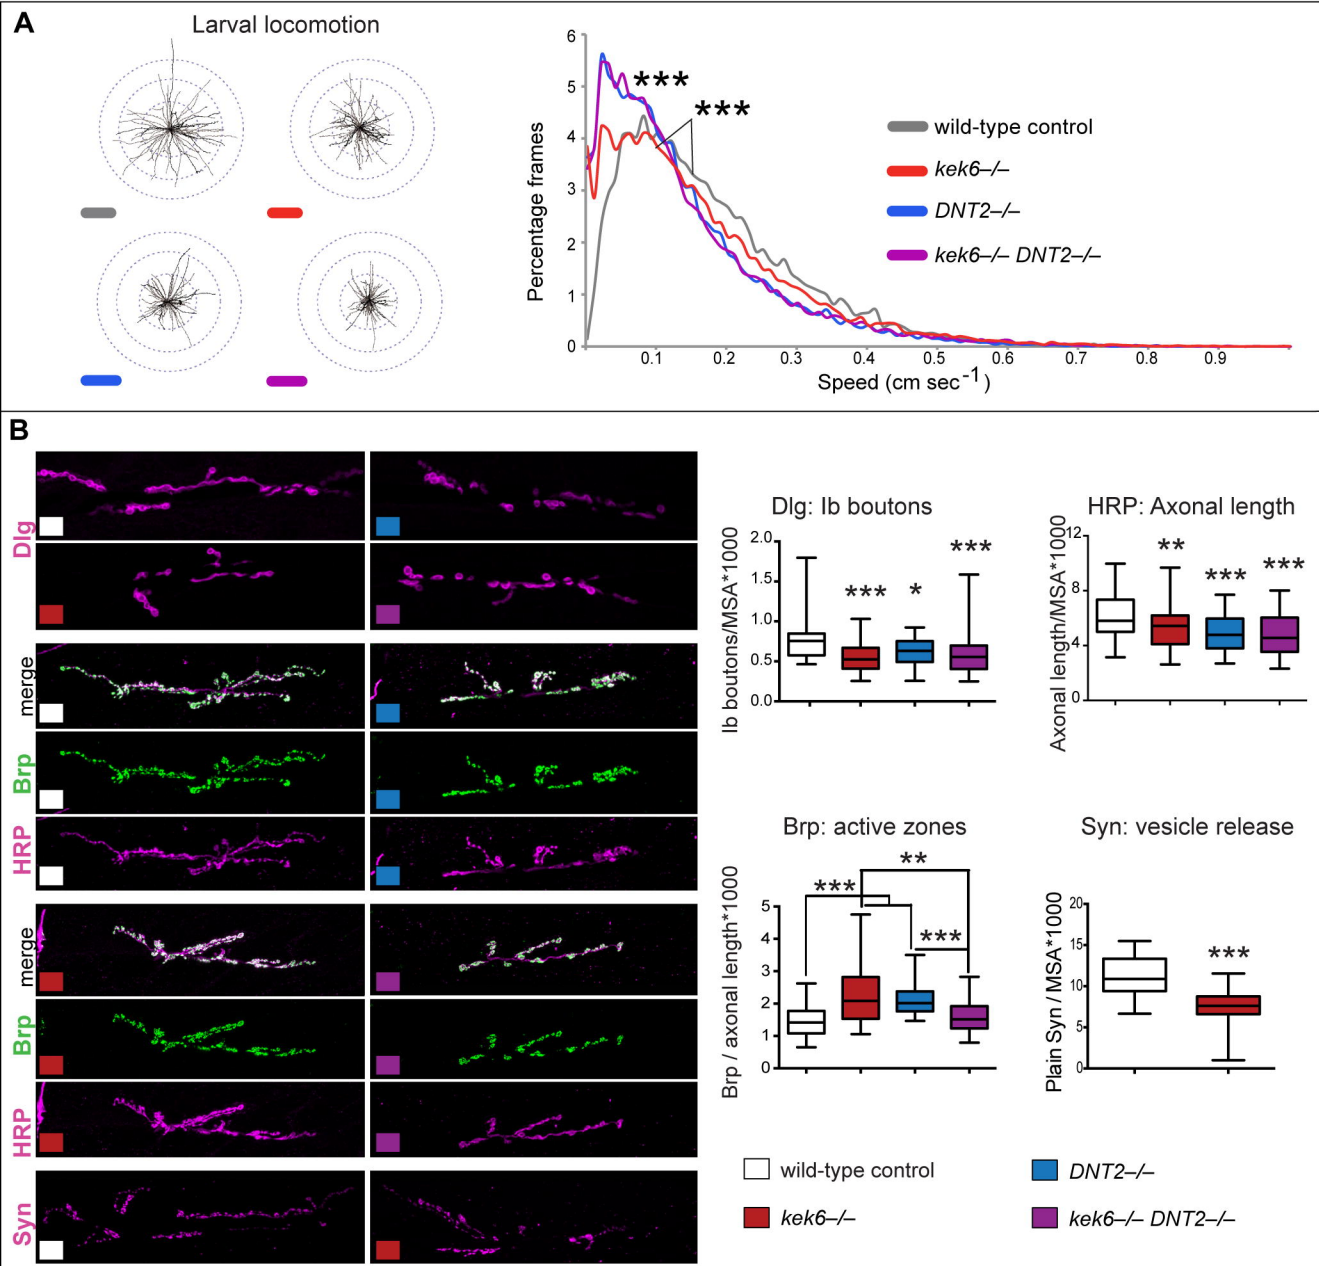 A
Larval locomotion
Percentage frames
6
5
4
3
2
1
0
***
***
wild-type control
kek6–/–
DNT2–/–
kek6–/– DNT2–/–
0.1 0.2 0.3 0.4 0.5 0.6 0.7 0.8 0.9
Speed (cm sec-1)
B
Dlg
merge
Brp
HRP
merge
Brp
HRP
Syn
Dlg: Ib boutons
Ib boutons/MSA*1000
2.0
1.5
1.0
0.5
0.0
***
*
***
HRP: Axonal length
Axonal length/MSA*1000
12
8
4
0
**
***
***
Brp: active zones
Brp / axonal length*1000
5
4
3
2
1
0
***
**
***
Syn: vesicle release
Plain Syn / MSA*1000
20
15
10
5
0
***
wild-type control
DNT2–/–
kek6–/–
kek6–/– DNT2–/–